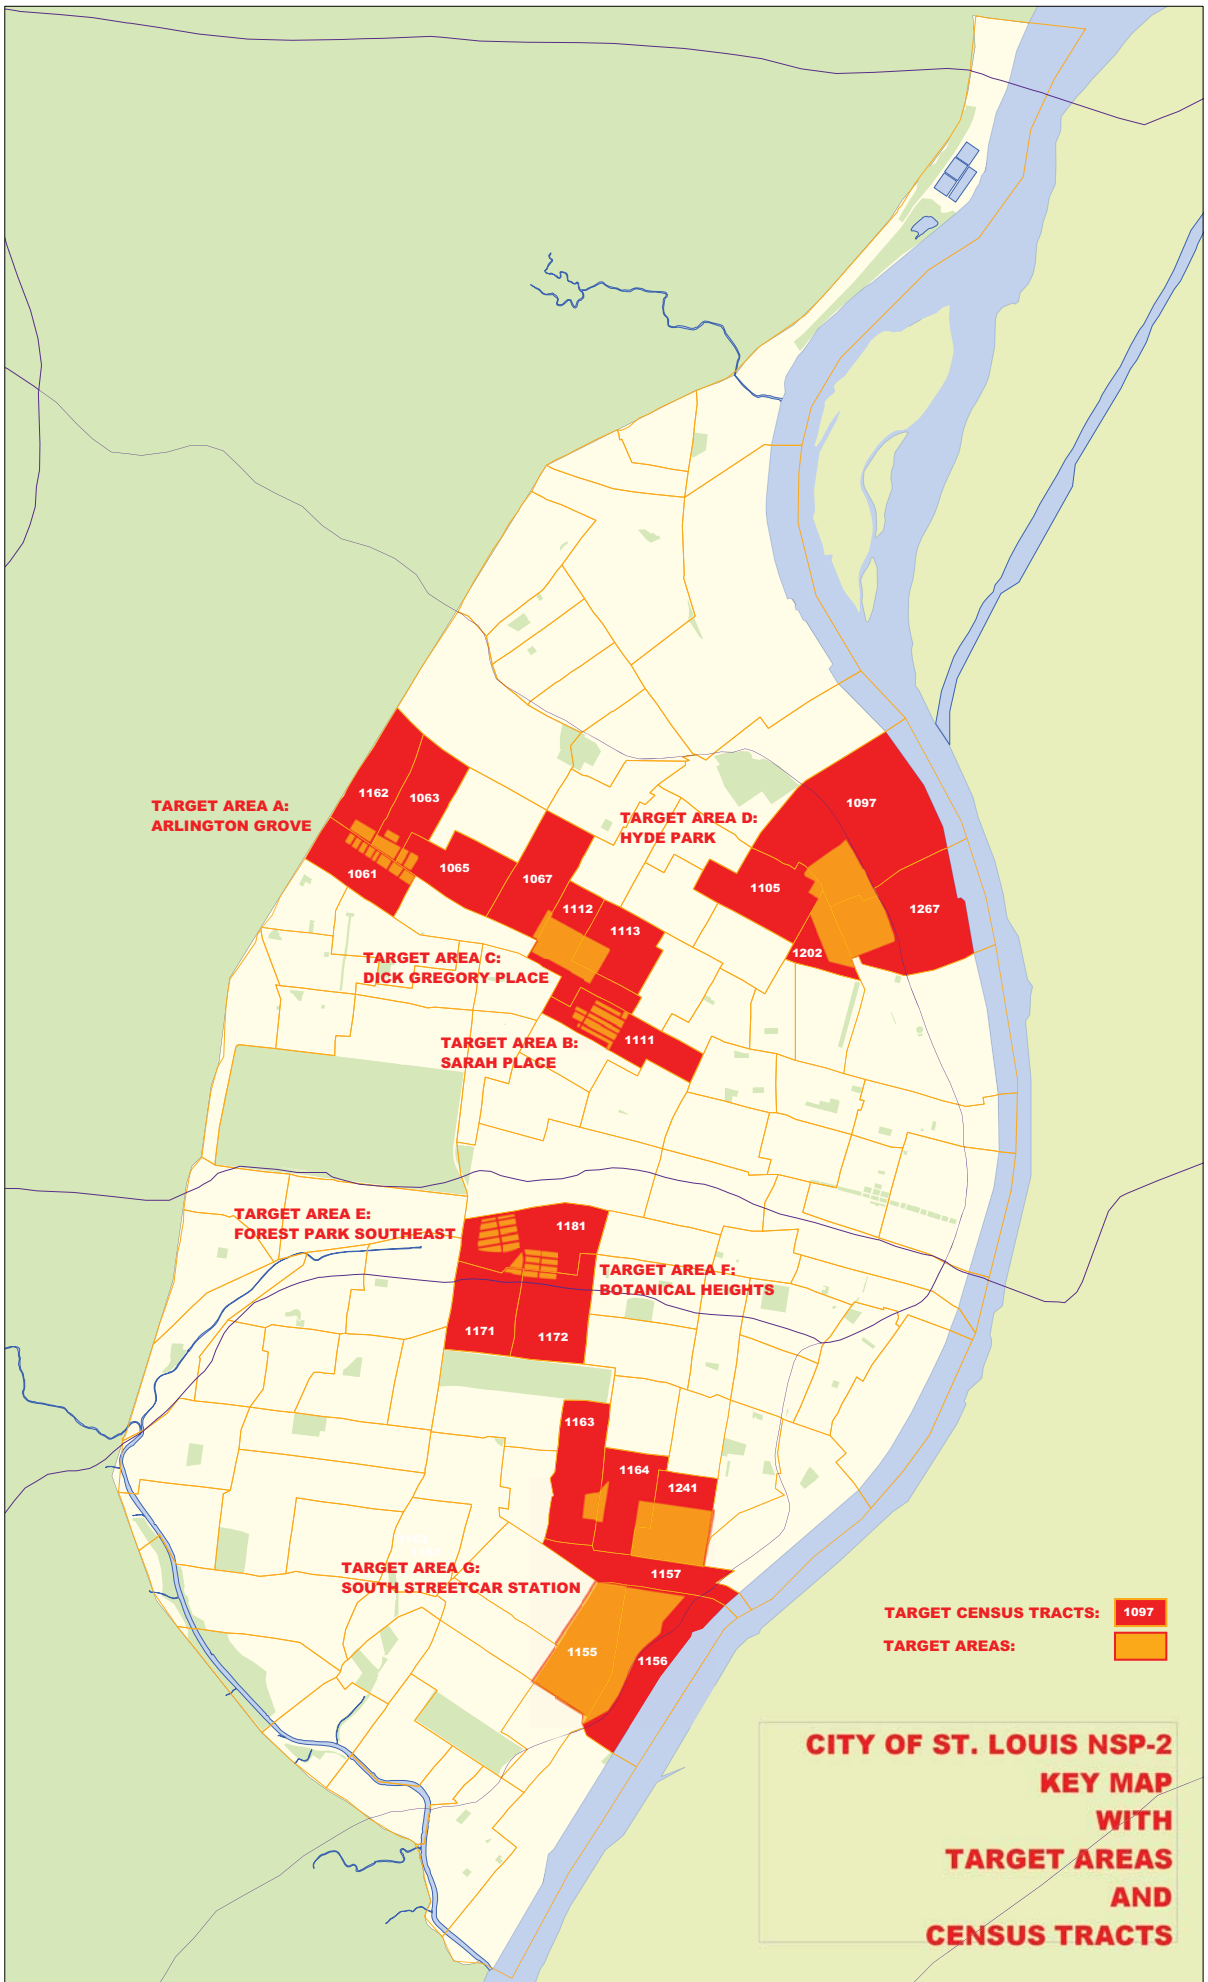 1162
1063
TARGET AREA A:
ARLINGTON GROVE
1097
TARGET AREA D:
HYDE PARK
1061
1065
1067
1105
1112
1267
1113
1202
TARGET AREA C:
DICK GREGORY PLACE
TARGET AREA B:
SARAH PLACE
1111
TARGET AREA E:
FOREST PARK SOUTHEAST
1181
TARGET AREA F:
BOTANICAL HEIGHTS
1171
1172
1163
1164
1241
TARGET AREA G:
SOUTH STREETCAR STATION
1157
1155
1156
TARGET CENSUS TRACTS: 1097
TARGET AREAS:
CITY OF ST. LOUIS NSP-2
KEY MAP
WITH
TARGET AREAS
AND
CENSUS TRACTS